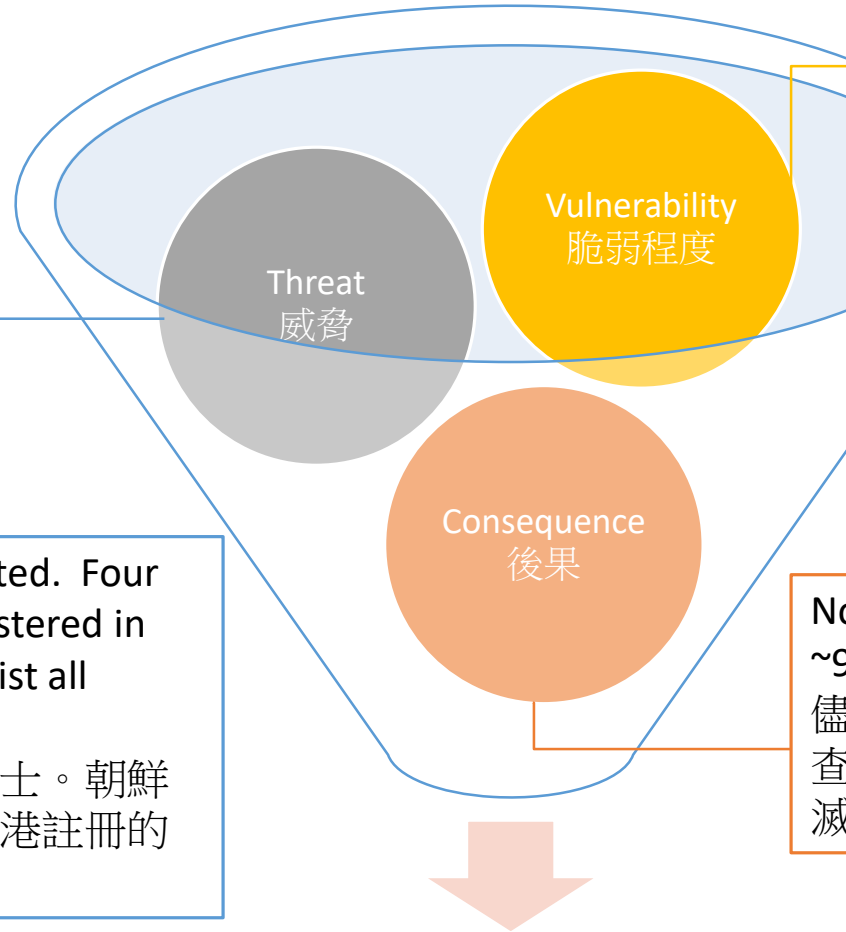 Vulnerability
脆弱程度
Threat
威脅
Consequence
後果
ted. Four
stered in
ist all
士。朝鮮
港註冊的
No
~9
儘
查
滅